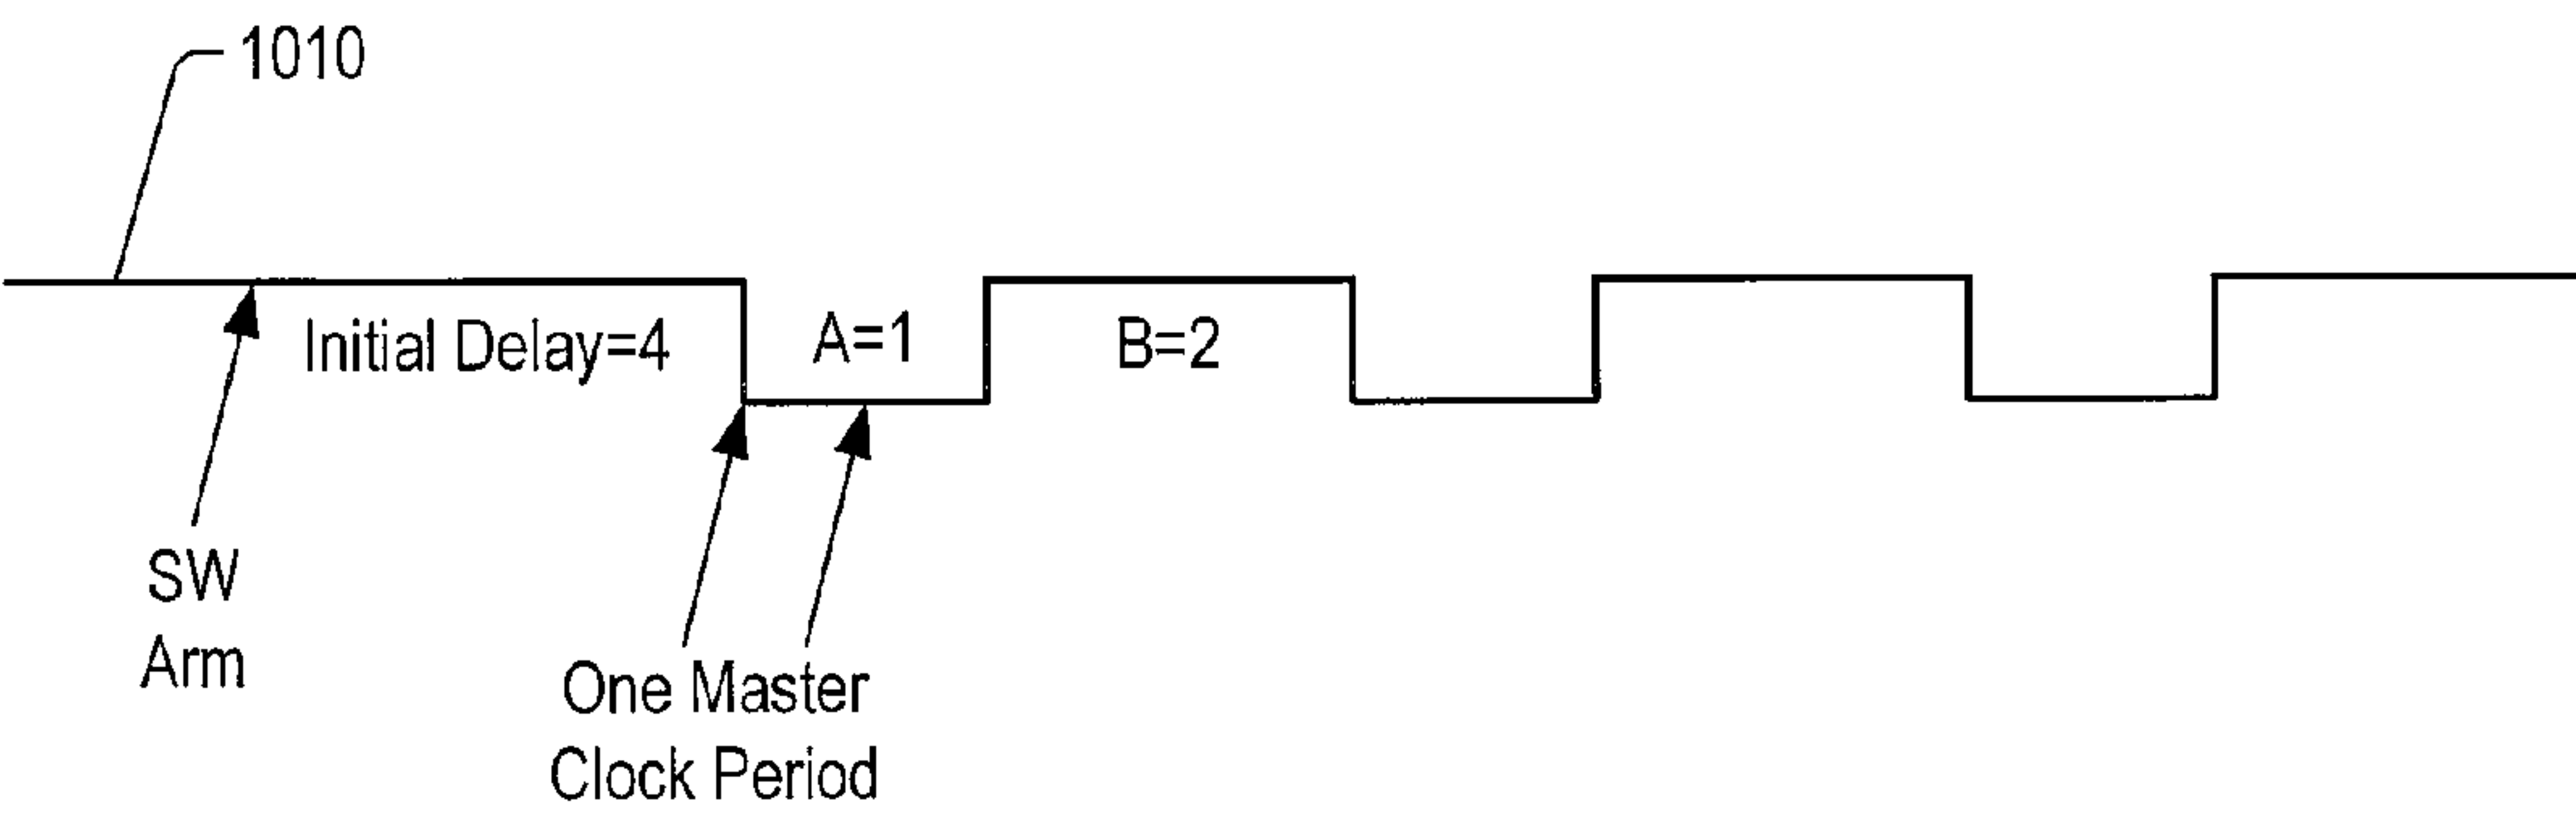 1010
Initial Delay=4
A=1
B=2
SW
Arm
One Master
Clock Period